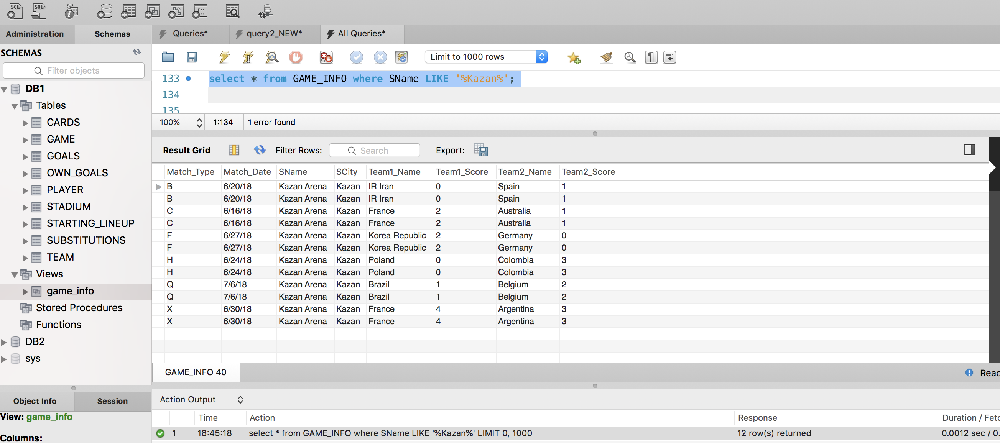 SQL SQL
Administration Schemas Queries* query2_NEW* All Queries*
SCHEMAS
Filter objects
Limit to 1000 rows
133 select * from GAME_INFO where SName LIKE '%Kazan%';
134
135
100% 1:134 1 error found
DB1
Tables
CARDS
GAME
GOALS
OWN_GOALS
PLAYER
STADIUM
STARTING_LINEUP
SUBSTITUTIONS
TEAM
Views
game_info
Stored Procedures
Functions
DB2
sys
Result Grid Filter Rows: Search Export:
Match_Type Match_Date SName SCity Team1_Name Team1_Score Team2_Name Team2_Score
B 6/20/18 Kazan Arena Kazan IR Iran 0 Spain 1
B 6/20/18 Kazan Arena Kazan IR Iran 0 Spain 1
C 6/16/18 Kazan Arena Kazan France 2 Australia 1
C 6/16/18 Kazan Arena Kazan France 2 Australia 1
F 6/27/18 Kazan Arena Kazan Korea Republic 2 Germany 0
F 6/27/18 Kazan Arena Kazan Korea Republic 2 Germany 0
H 6/24/18 Kazan Arena Kazan Poland 0 Colombia 3
H 6/24/18 Kazan Arena Kazan Poland 0 Colombia 3
Q 7/6/18 Kazan Arena Kazan Brazil 1 Belgium 2
Q 7/6/18 Kazan Arena Kazan Brazil 1 Belgium 2
X 6/30/18 Kazan Arena Kazan France 4 Argentina 3
X 6/30/18 Kazan Arena Kazan France 4 Argentina 3
GAME_INFO 40 Read
Object Info Session
View: game_info
Columns:
Action Output
Time Action Response Duration / Fetc
1 16:45:18 select * from GAME_INFO where SName LIKE '%Kazan%' LIMIT 0, 1000 12 row(s) returned 0.0012 sec / 0.